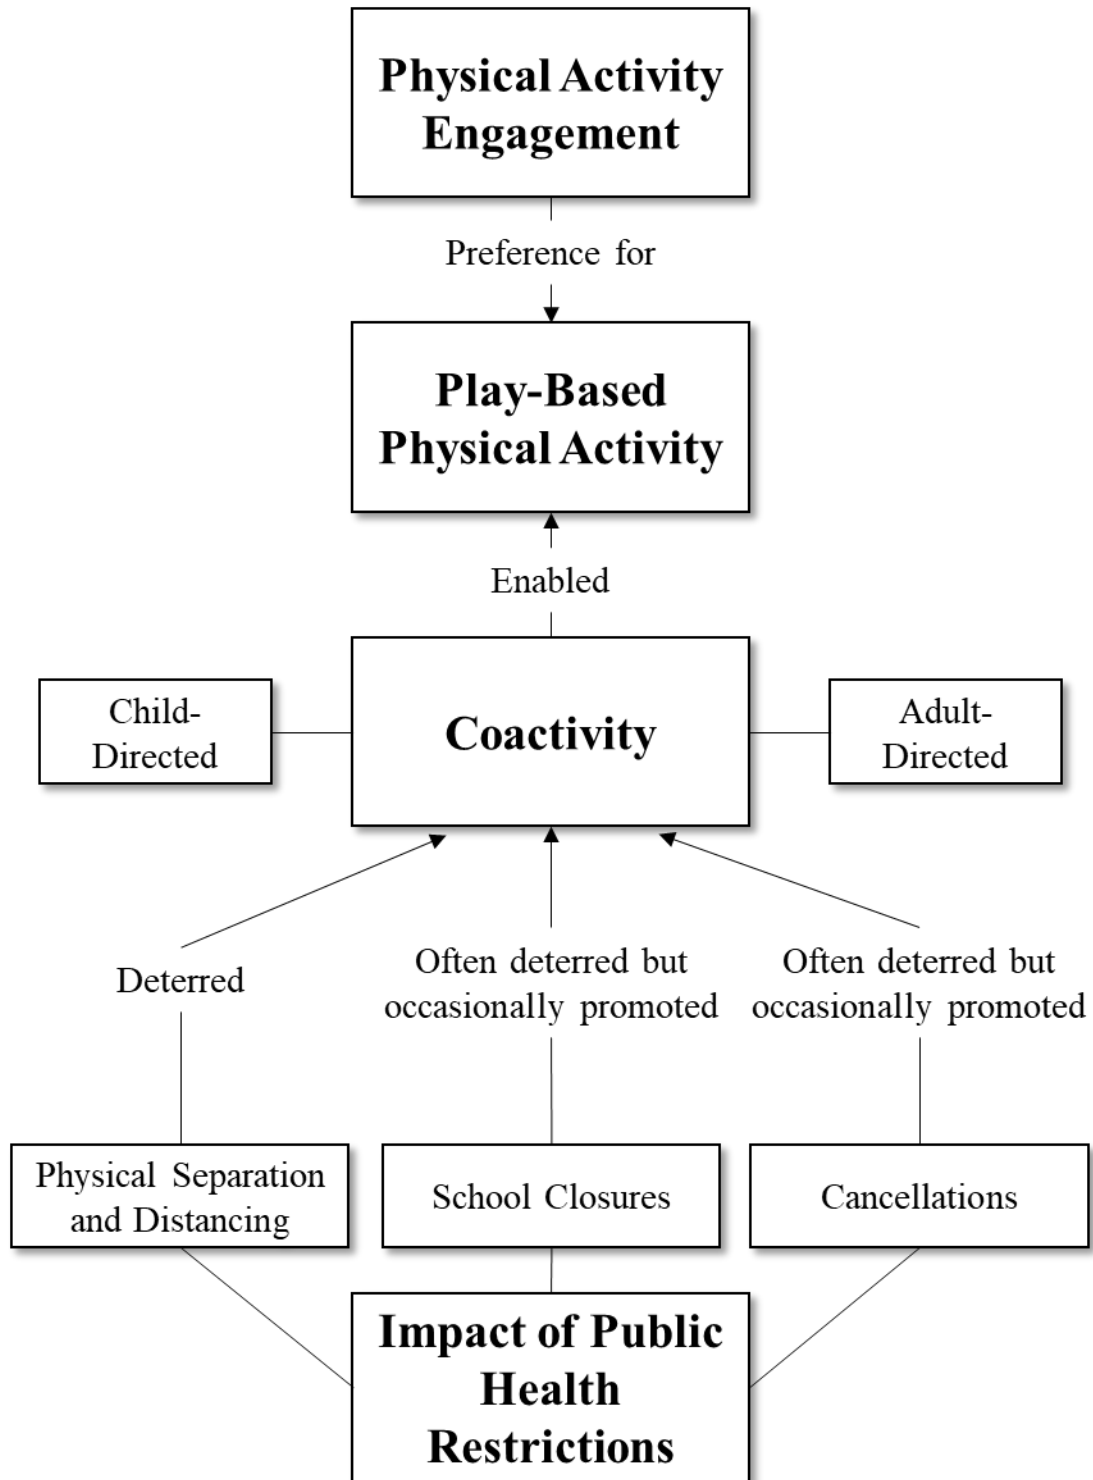 Physical Activity
Engagement
Preference for
Play-Based
Physical Activity
Enabled
Child-
Directed
Coactivity
Adult-
Directed
Deterred
Often deterred but
occasionally promoted
Often deterred but
occasionally promoted
Physical Separation
and Distancing
School Closures
Cancellations
Impact of Public
Health
Restrictions